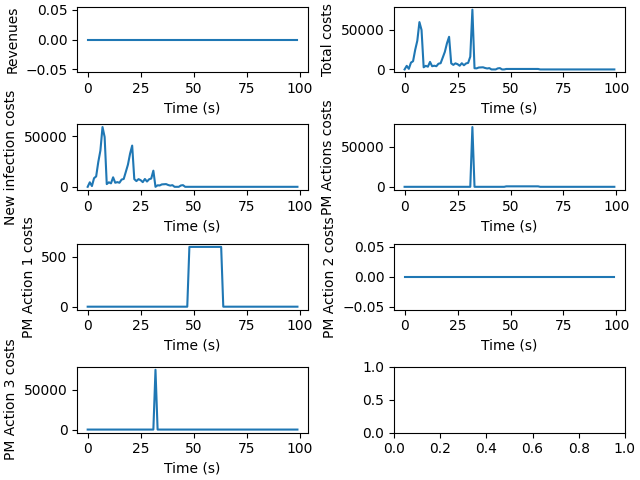 Revenues
0.05
0.00
−0.05
0 25 50 75 100
Time (s)
Total costs
50000
0
0 25 50 75 100
Time (s)
New infection costs
50000
0
0 25 50 75 100
Time (s)
PM Actions costs
50000
0
0 25 50 75 100
Time (s)
PM Action 1 costs
500
0
0 25 50 75 100
Time (s)
PM Action 2 costs
0.05
0.00
−0.05
0 25 50 75 100
Time (s)
PM Action 3 costs
50000
0
0 25 50 75 100
Time (s)
1.0
0.5
0.0
0.0 0.2 0.4 0.6 0.8 1.0